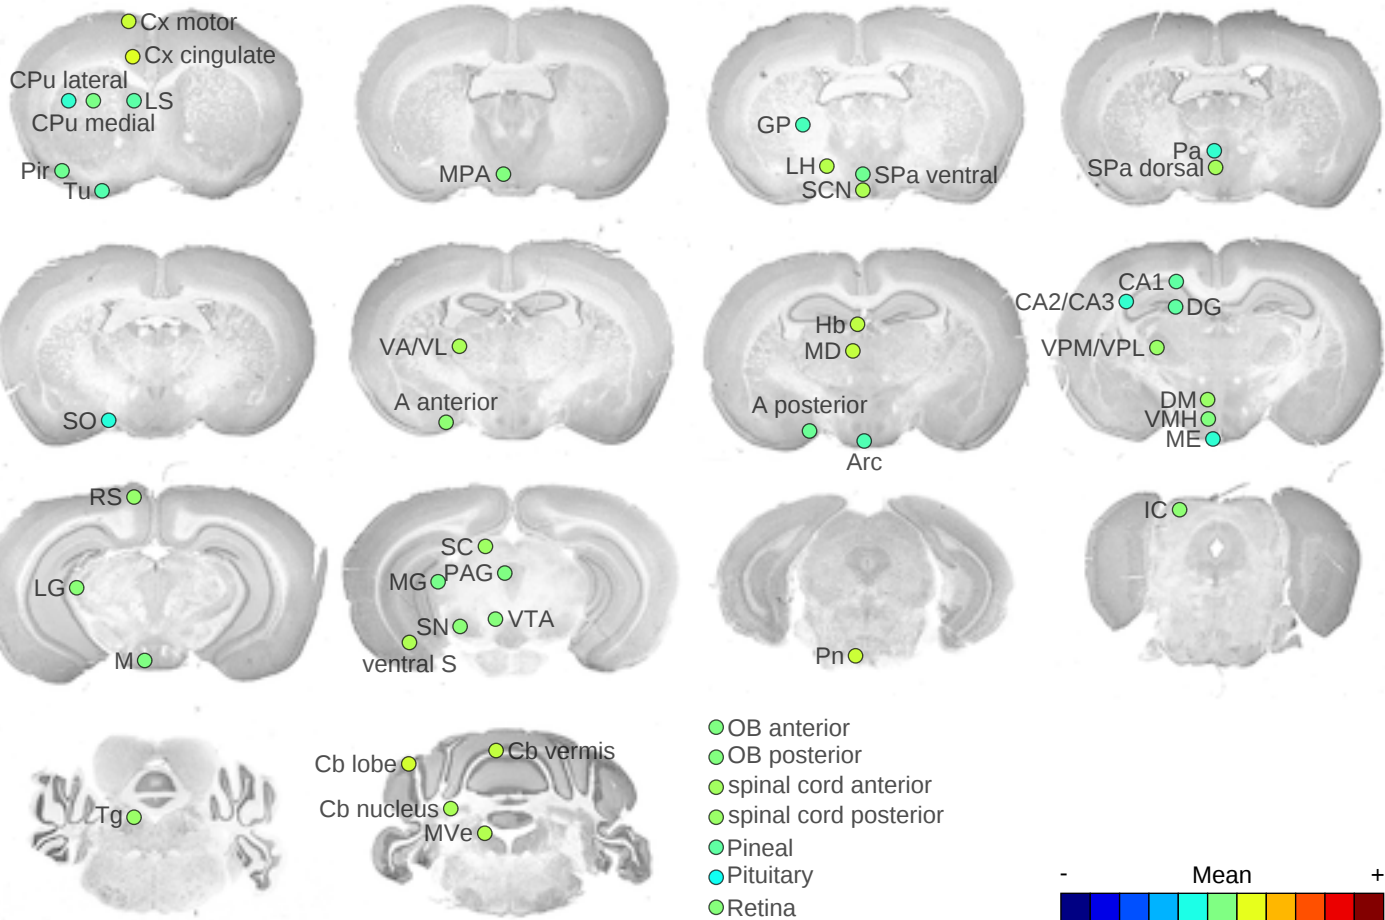 Cx motor
Cx cingulate
CPu lateral
LS
CPu medial
Pir
Tu
MPA
GP
LH
SPa ventral
SCN
Pa
SPa dorsal
SO
VA/VL
A anterior
Hb
MD
A posterior
Arc
CA1
CA2/CA3
DG
VPM/VPL
DM
VMH
ME
RS
LG
M
SC
MG
PAG
SN
VTA
ventral S
Pn
IC
Tg
Cb lobe
Cb vermis
Cb nucleus
MVe
OB anterior
OB posterior
spinal cord anterior
spinal cord posterior
Pineal
Pituitary
Retina
- Mean +